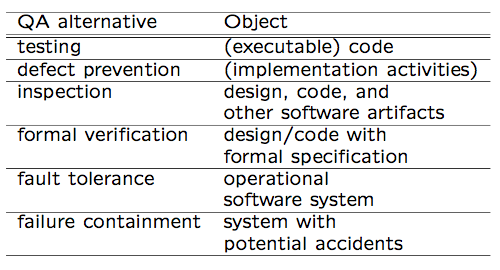 QA alternative Object
testing (executable) code
defect prevention (implementation activities)
inspection design, code, and
other software artifacts
formal verification design/code with
formal specification
fault tolerance operational
software system
failure containment system with
potential accidents